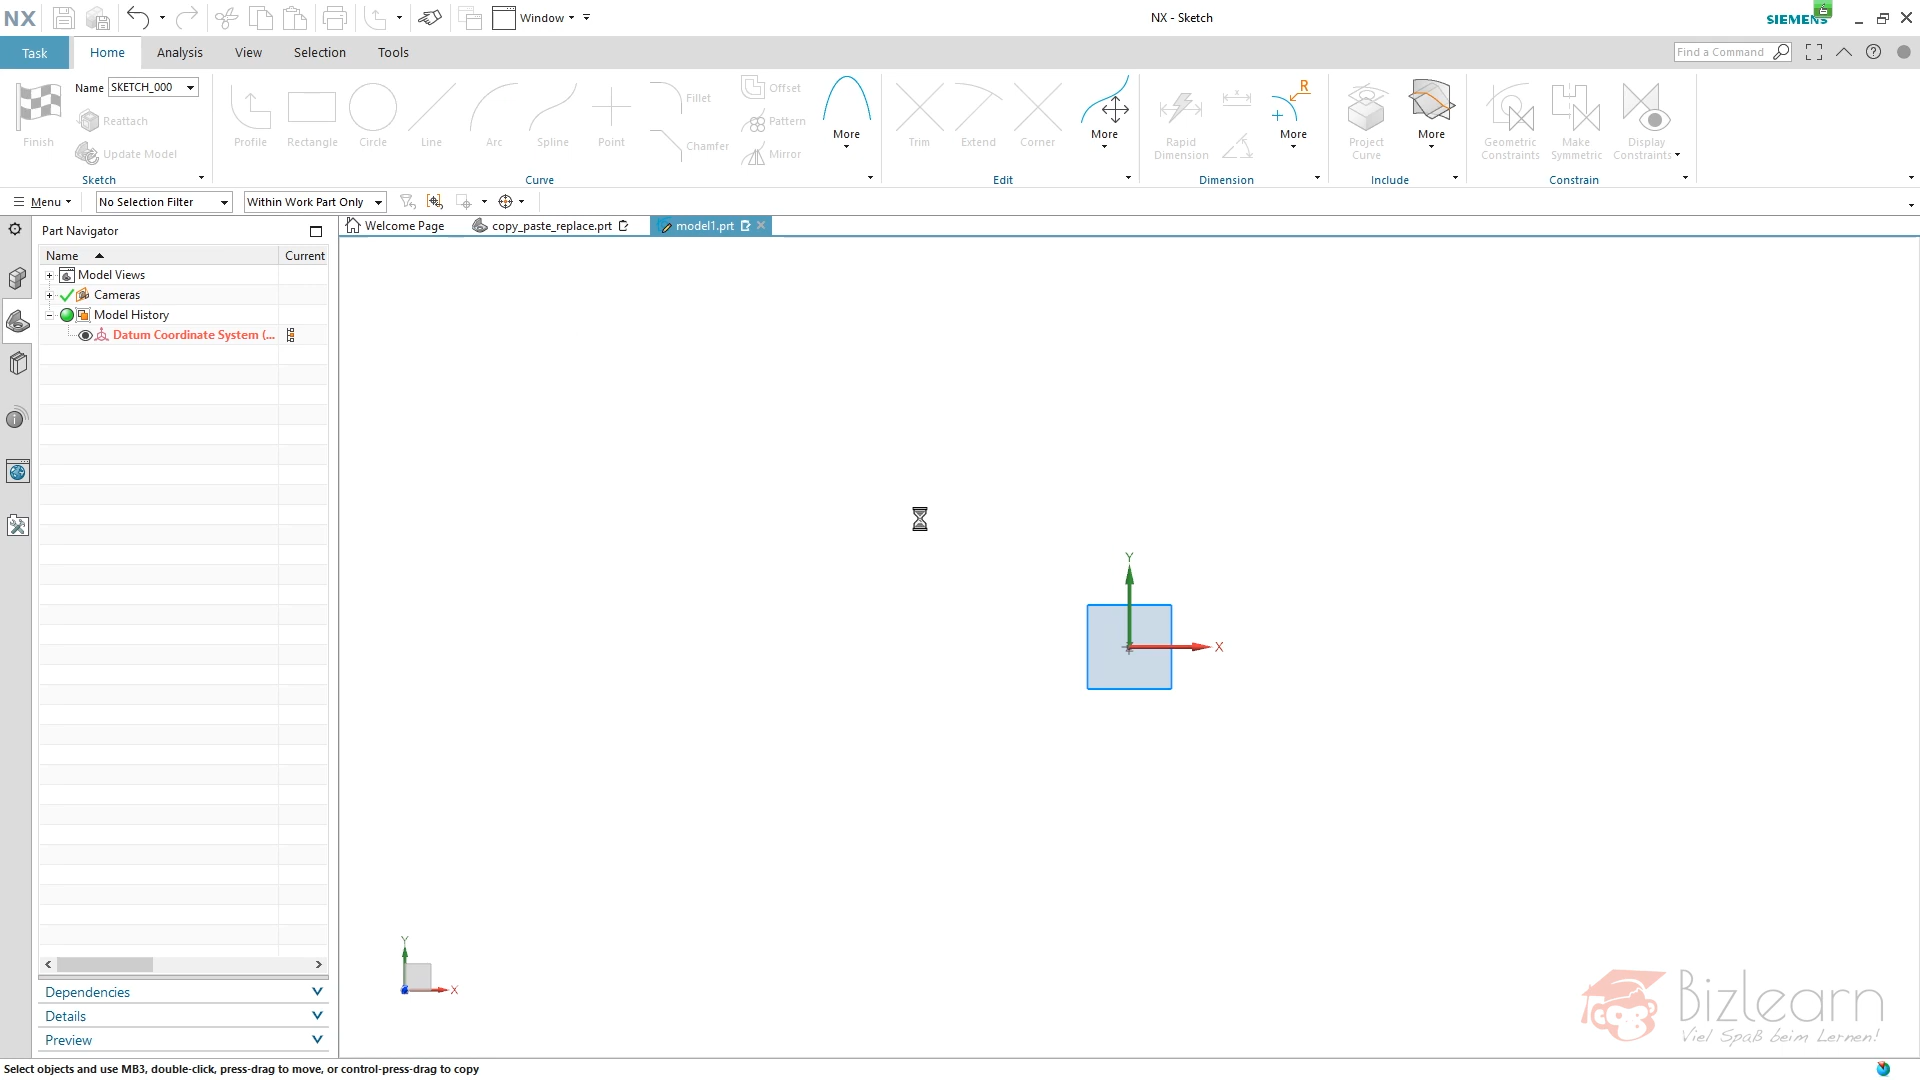 NX
Window
NX - Sketch
SIEMENS
Task
Home
Analysis
View
Selection
Tools
Find a Command
Name
SKETCH_000
Finish
Reattach
Update Model
Profile
Rectangle
Circle
Line
Arc
Spline
Point
Fillet
Chamfer
Offset
Pattern
Mirror
More
Trim
Extend
Corner
More
Rapid
Dimension
R
More
Project
Curve
More
Geometric
Constraints
Make
Symmetric
Display
Constraints
Sketch
Curve
Edit
Dimension
Include
Constrain
Menu
No Selection Filter
Within Work Part Only
Part Navigator
Welcome Page
copy_paste_replace.prt
model1.prt
Name
Current
Model Views
Cameras
Model History
Datum Coordinate System (...
Y
X
Y
X
Dependencies
Details
Preview
Bizlearn
Viel Spaß beim Lernen!
Select objects and use MB3, double-click, press-drag to move, or control-press-drag to copy